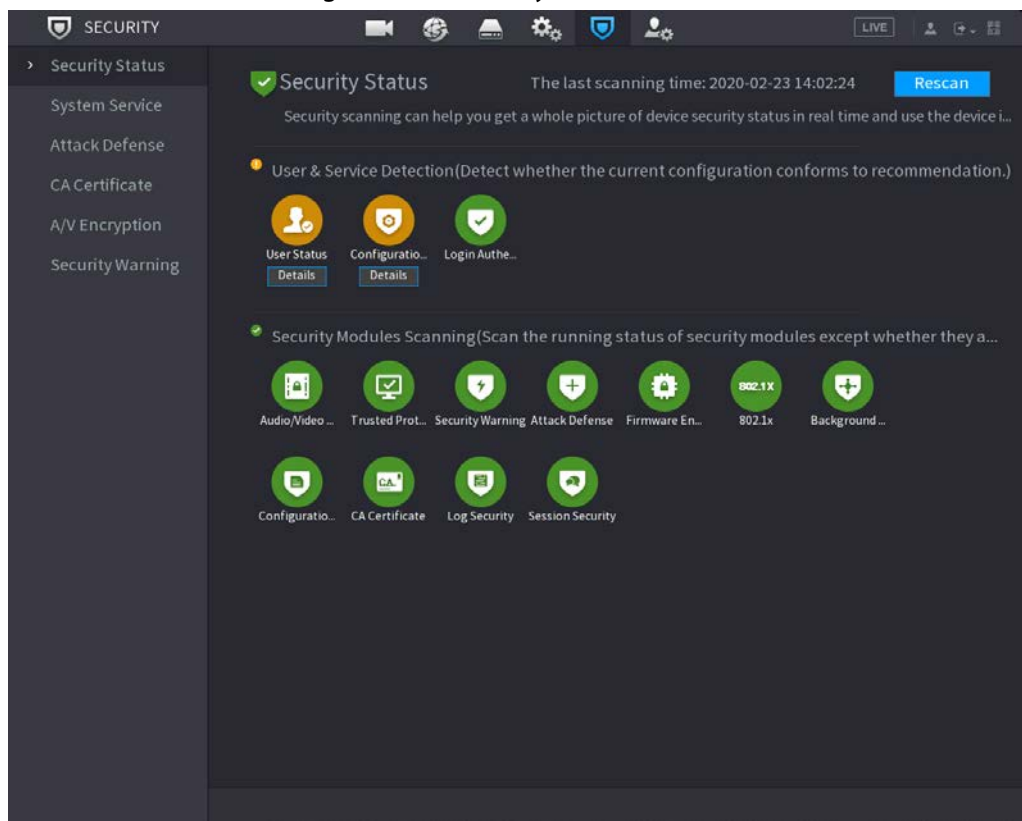 SECURITY
LIVE
Security Status
System Service
Attack Defense
CA Certificate
A/V Encryption
Security Warning
Security Status
The last scanning time: 2020-02-23 14:02:24
Rescan
Security scanning can help you get a whole picture of device security status in real time and use the device i...
User & Service Detection(Detect whether the current configuration conforms to recommendation.)
User Status Configuratio... Login Authe...
Details Details
Security Modules Scanning(Scan the running status of security modules except whether they a...
802.1X
Audio/Video ... Trusted Prot... Security Warning Attack Defense Firmware En... 802.1x Background ...
CA.
Configuratio... CA Certificate Log Security Session Security